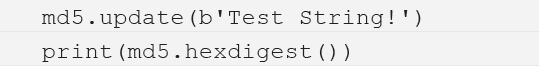 md5.update(b'Test String!')
print(md5.hexdigest())